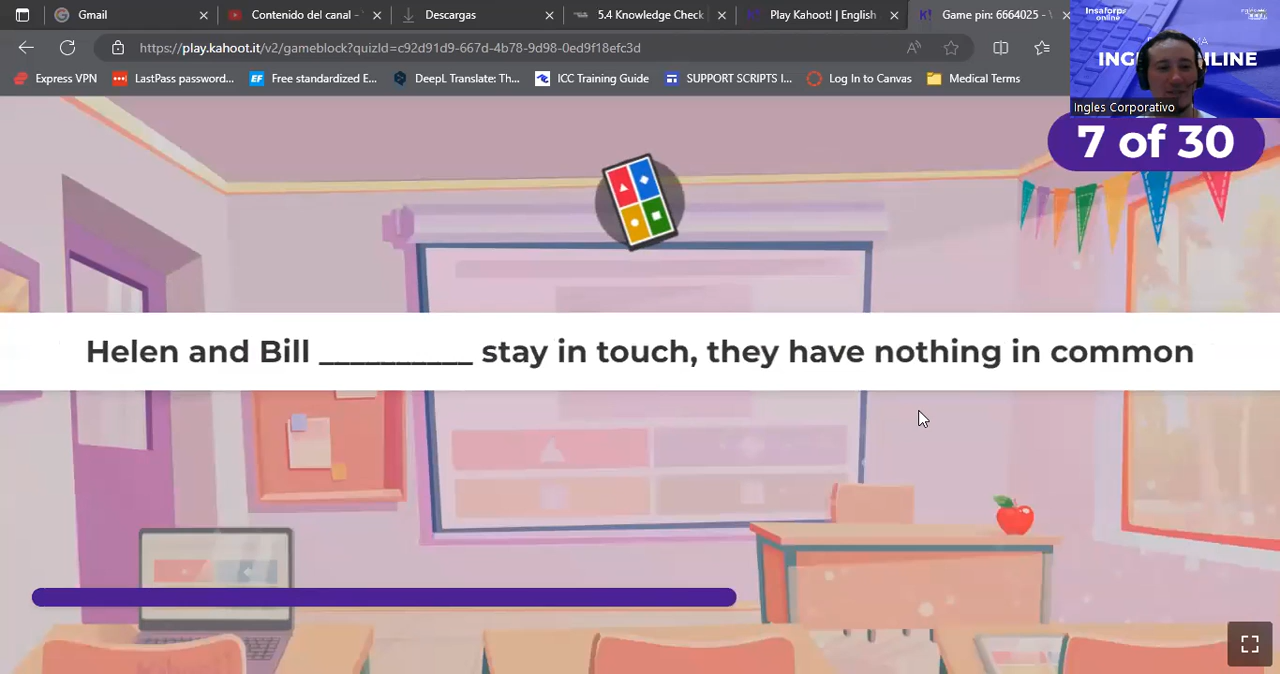 Gmail
Contenido del canal -
Descargas
5.4 Knowledge Check
Play Kahoot! | English
Game pin: 6664025 -
https://play.kahoot.it/v2/gameblock?quizId=c92d91d9-667d-4b78-9d98-0ed9f18efc3d
Express VPN
LastPass password...
EF
Free standardized E...
DeepL Translate: Th...
ICC Training Guide
SUPPORT SCRIPTS I...
Log In to Canvas
Medical Terms
Insaforp
online
Ingles Corporativo
7 of 30
Helen and Bill __________ stay in touch, they have nothing in common